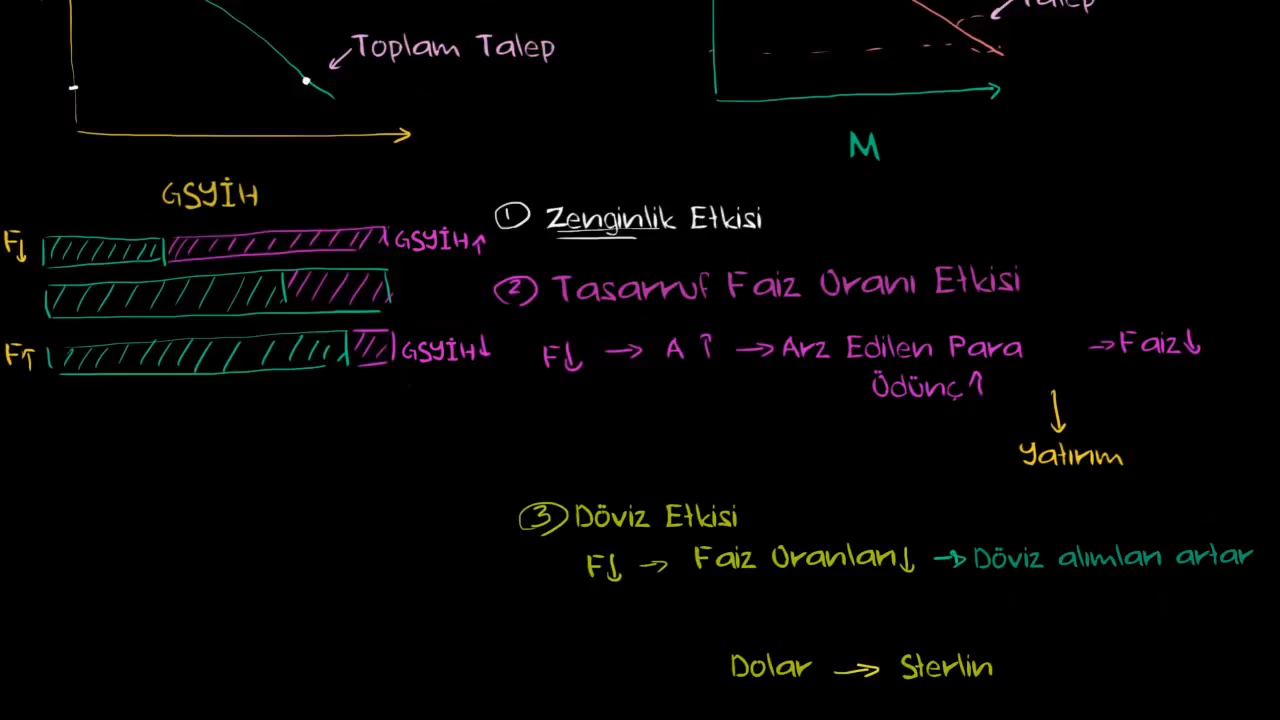 Talep
Toplam Talep
M
GSYİH
① Zenginlik Etkisi
F↓ GSYİH↑
② Tasarruf Faiz Oranı Etkisi
F↑ GSYİH↓
F↓ → A ↑ → Arz Edilen Para → Faiz↓
Ödünç↑
↓
Yatırım
③ Döviz Etkisi
F↓ → Faiz Oranları↓ → Döviz alımları artar
Dolar → Sterlin